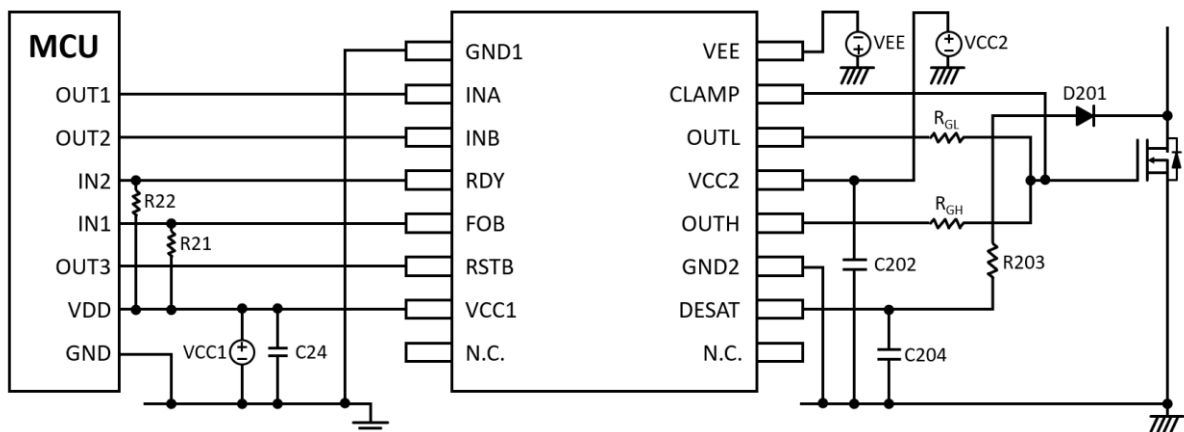 MCU
OUT1
OUT2
IN2
IN1
OUT3
VDD
GND
R22
R21
VCC1
C24
GND1
INA
INB
RDY
FOB
RSTB
VCC1
N.C.
VEE
CLAMP
OUTL
VCC2
OUTH
GND2
DESAT
N.C.
VEE
VCC2
D201
RGL
RGH
C202
R203
C204